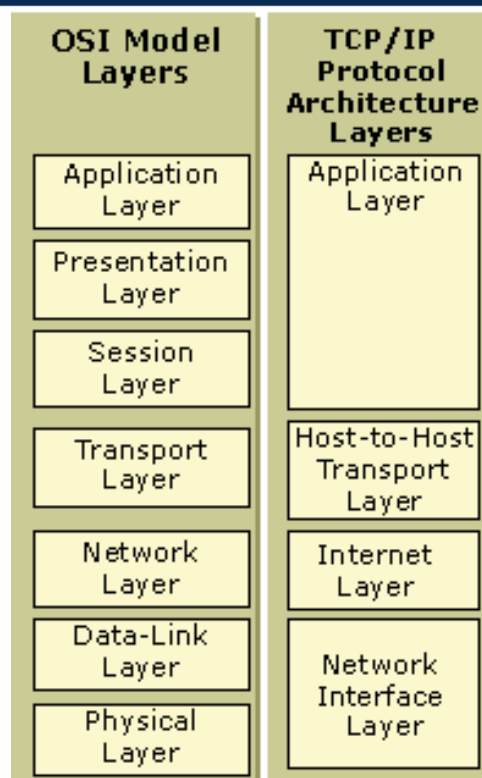 OSI Model
Layers
Application
Layer
Presentation
Layer
Session
Layer
Transport
Layer
Network
Layer
Data-Link
Layer
Physical
Layer
TCP/IP
Protocol
Architecture
Layers
Application
Layer
Host-to-Host
Transport
Layer
Internet
Layer
Network
Interface
Layer